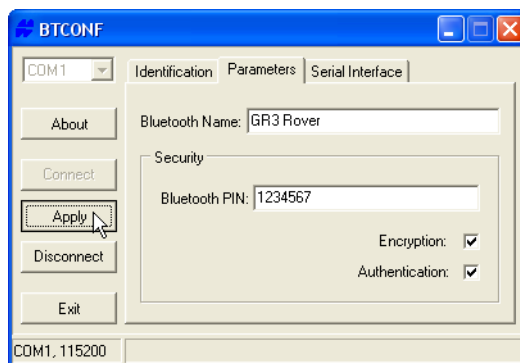 BTCONF
COM1
Identification Parameters Serial Interface
About
Bluetooth Name: GR3 Rover
Security
Connect
Bluetooth PIN: 1234567
Apply
Encryption:
Disconnect
Authentication:
Exit
COM1, 115200